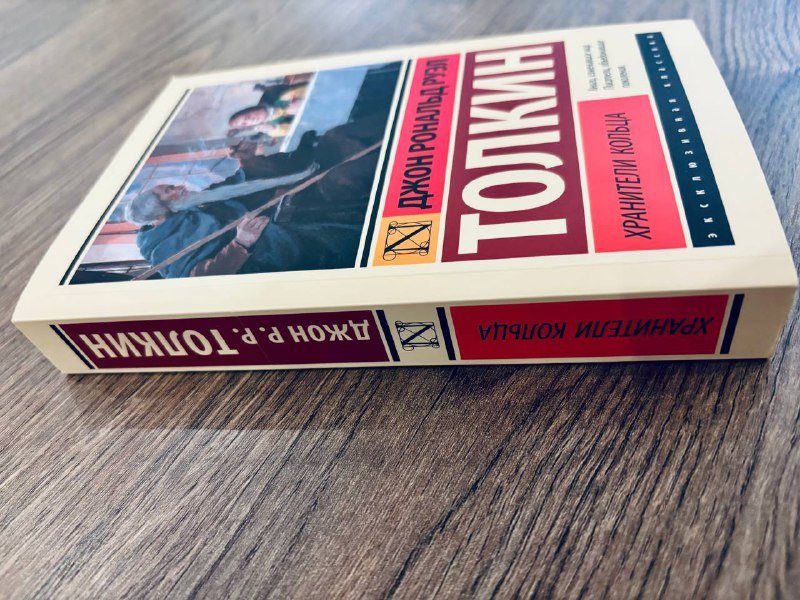 ДЖОН РОНАЛЬД РУЭЛ
ТОЛКИН
ХРАНИТЕЛИ КОЛЬЦА
ЭКСКЛЮЗИВНАЯ КЛАССИКА
N
ДЖОН Р. Р. ТОЛКИН
N
ХРАНИТЕЛИ КОЛЬЦА